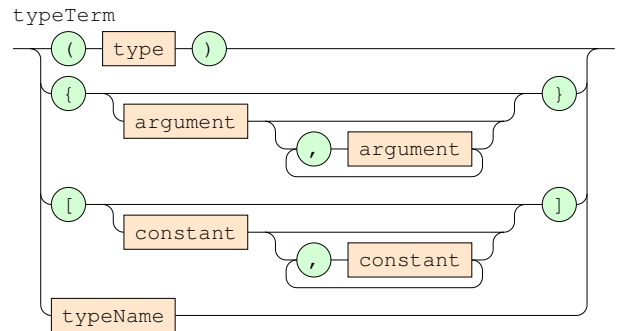 typeTerm
( type )
{ }
argument
, argument
[ ]
constant
, constant
typeName